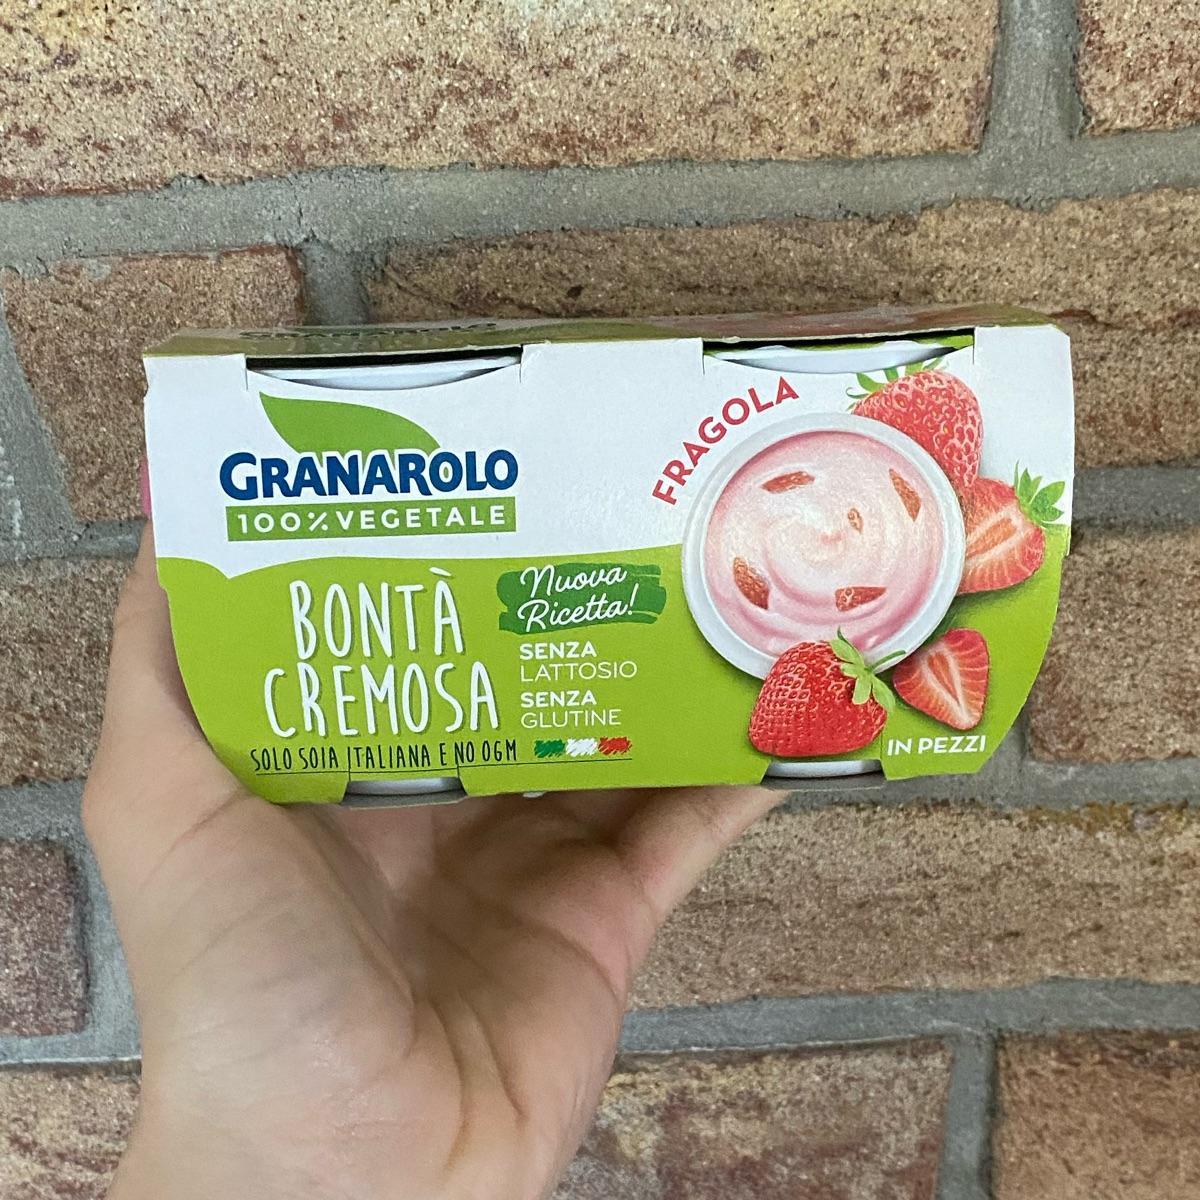 GRANAROLO
100% VEGETALE
BONTÀ
CREMOSA
SOLO SOIA ITALIANA E NO OGM
Nuova
Ricetta!
SENZA
LATTOSIO
SENZA
GLUTINE
FRAGOLA
IN PEZZI